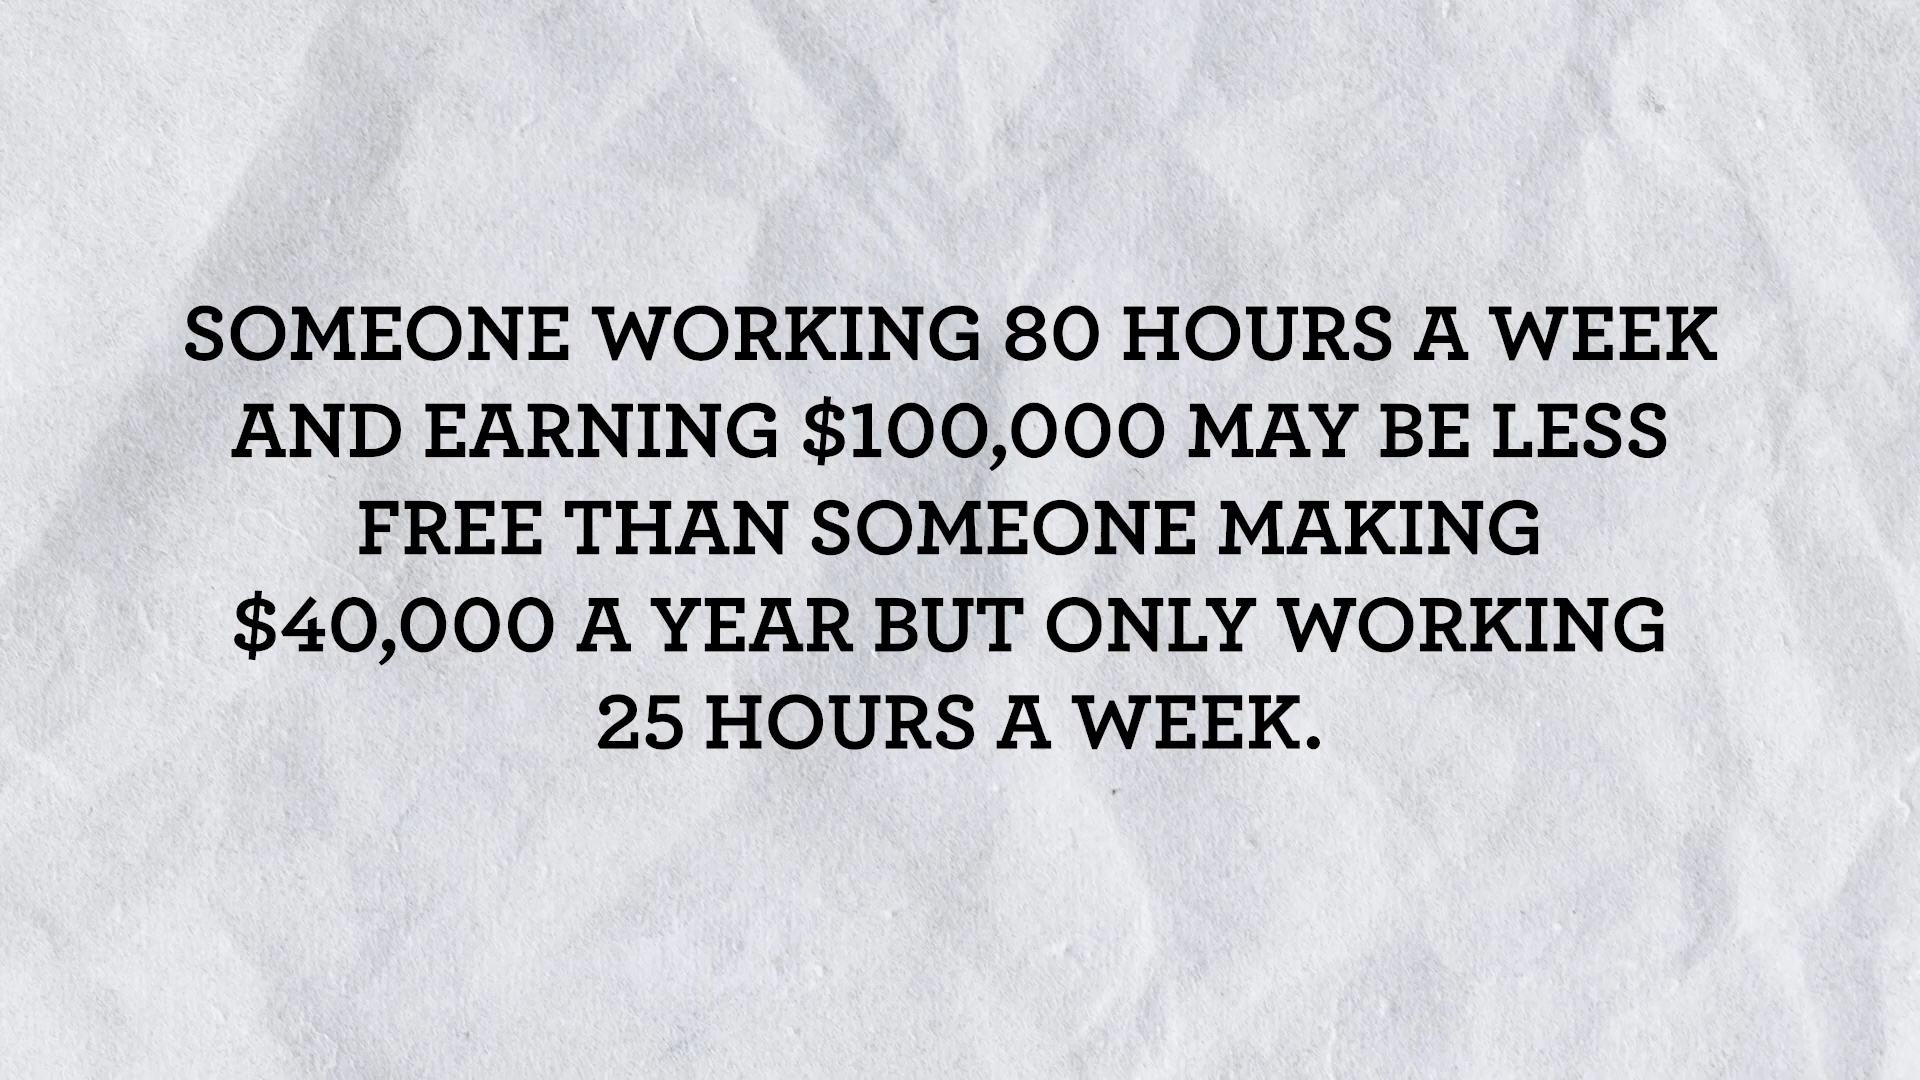 SOMEONE WORKING 80 HOURS A WEEK
AND EARNING $100,000 MAY BE LESS
FREE THAN SOMEONE MAKING
$40,000 A YEAR BUT ONLY WORKING
25 HOURS A WEEK.